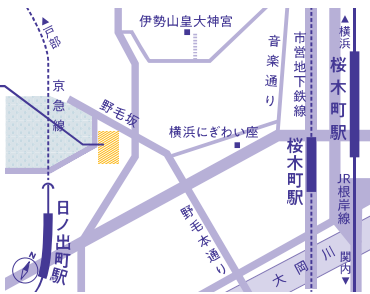 ▲戸部
京急線
野毛坂
伊勢山皇大神宮
音楽通り
市営地下鉄線
▲横浜
桜木町駅
横浜にぎわい座
桜木町駅
JR根岸線
日ノ出町駅
野毛本通り
大岡川
関内▼
N